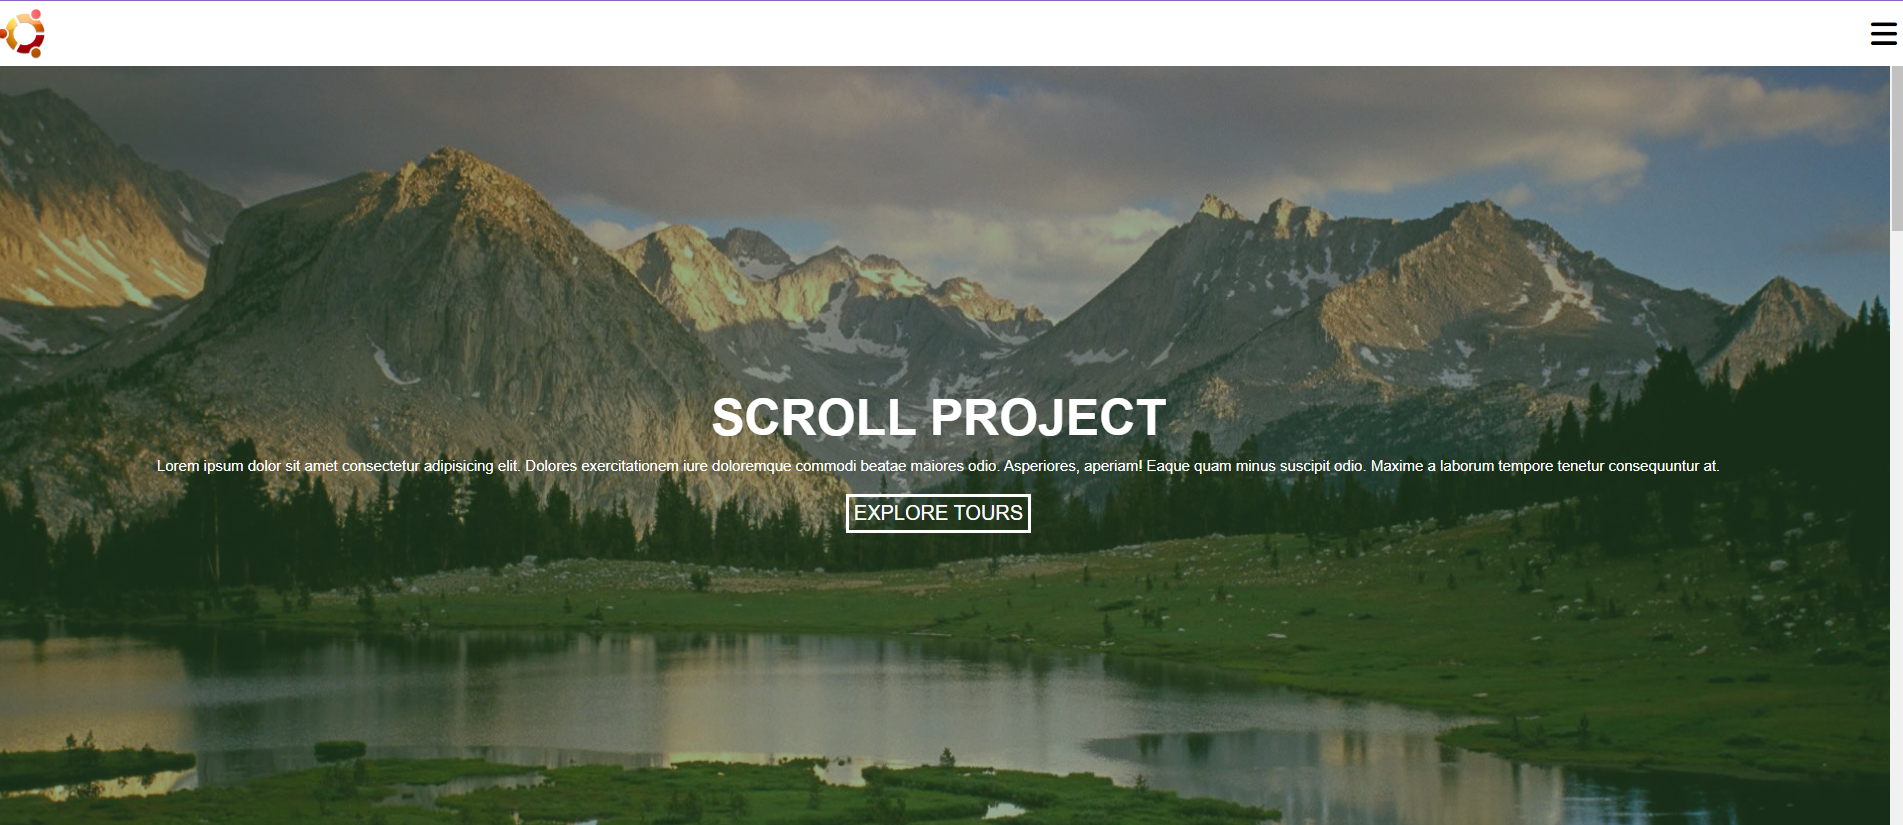 SCROLL PROJECT
Lorem ipsum dolor sit amet consectetur adipisicing elit. Dolores exercitationem iure doloremque commodi beatae maiores odio. Asperiores, aperiam! Eaque quam minus suscipit odio. Maxime a laborum tempore tenetur consequuntur at.
EXPLORE TOURS